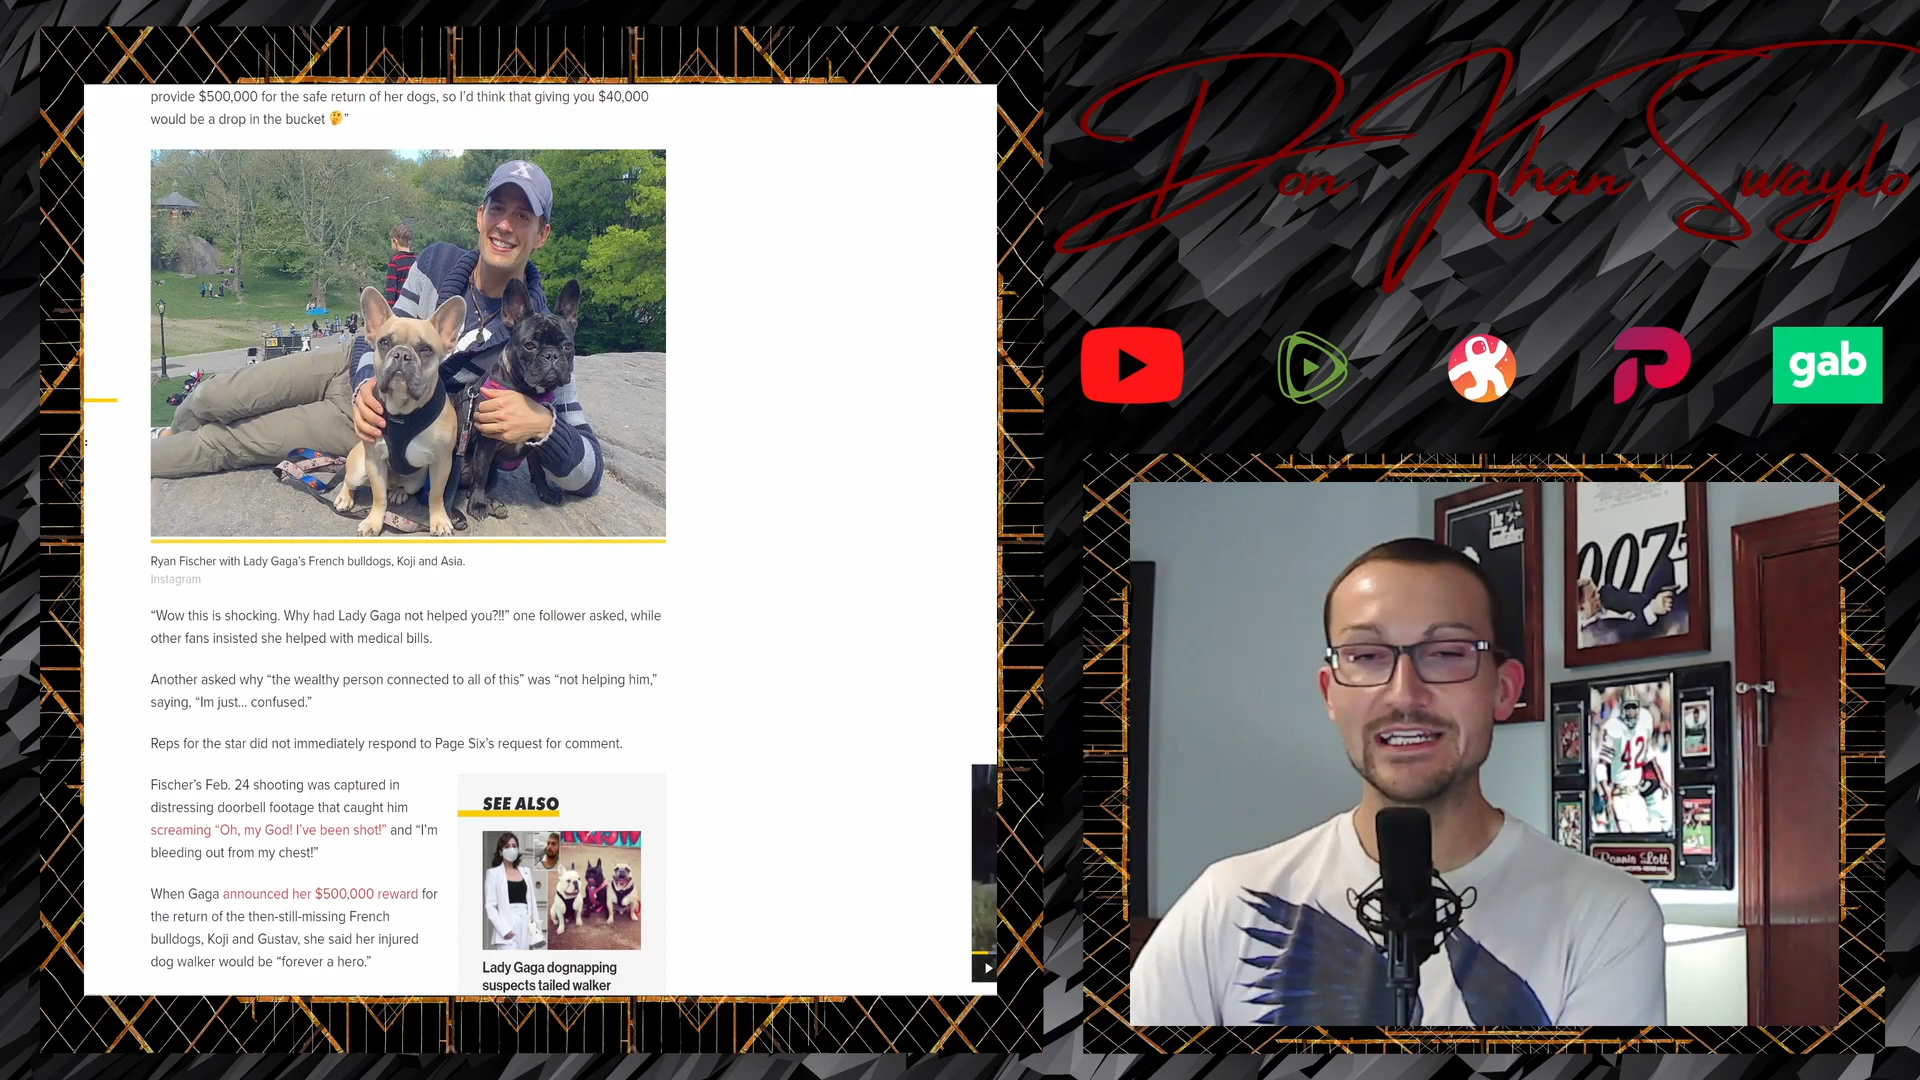 provide $500,000 for the safe return of her dogs, so I'd think that giving you $40,000
would be a drop in the bucket 🤔”
Ryan Fischer with Lady Gaga’s French bulldogs, Koji and Asia.
Instagram
“Wow this is shocking. Why had Lady Gaga not helped you?!!” one follower asked, while
other fans insisted she helped with medical bills.
Another asked why “the wealthy person connected to all of this” was “not helping him,”
saying, “Im just… confused.”
Reps for the star did not immediately respond to Page Six’s request for comment.
Fischer’s Feb. 24 shooting was captured in
distressing doorbell footage that caught him
screaming “Oh, my God! I’ve been shot!” and “I’m
bleeding out from my chest!”
When Gaga announced her $500,000 reward for
the return of the then-still-missing French
bulldogs, Koji and Gustav, she said her injured
dog walker would be “forever a hero.”
SEE ALSO
Lady Gaga dognapping
suspects tailed walker
Don Khan Swaylo
gab
007
42
Ronnie Lott